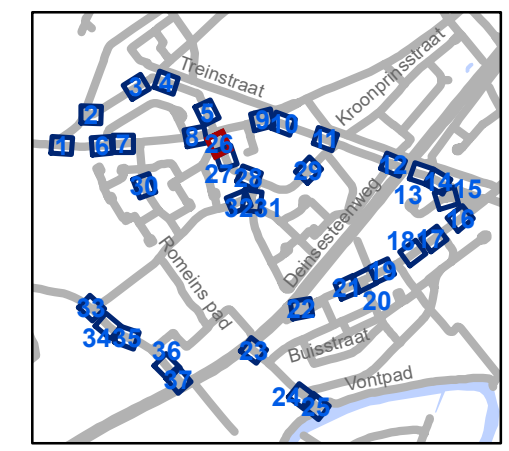 Treinstraat
Kroonprinsstraat
3 4
2 5
9 10
1 6 7 8 26 11
27 28 29 12
30 13 14 15
32 31
Deinsesteenweg
16
18 17
Romeins pad
21 19
20
33 22
34 35
36 23 Buisstraat
37 Vontpad
24 25